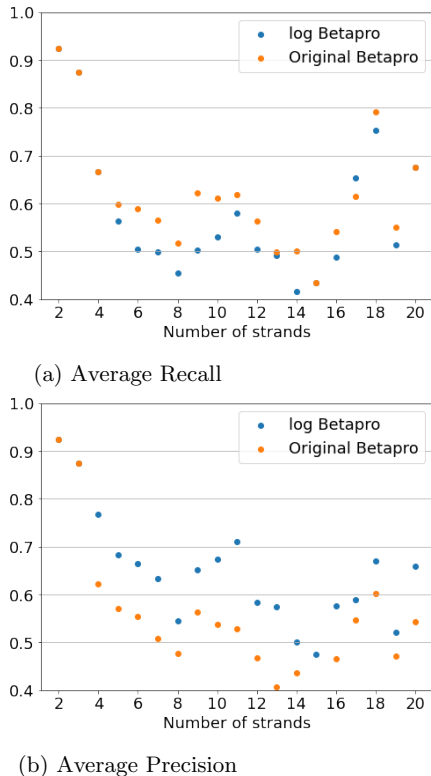 1.0
log Betapro
Original Betapro
0.9
0.8
0.7
0.6
0.5
0.4
2 4 6 8 10 12 14 16 18 20
Number of strands
(a) Average Recall
1.0
log Betapro
Original Betapro
0.9
0.8
0.7
0.6
0.5
0.4
2 4 6 8 10 12 14 16 18 20
Number of strands
(b) Average Precision